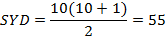 SYD = 10(10 + 1) / 2 = 55